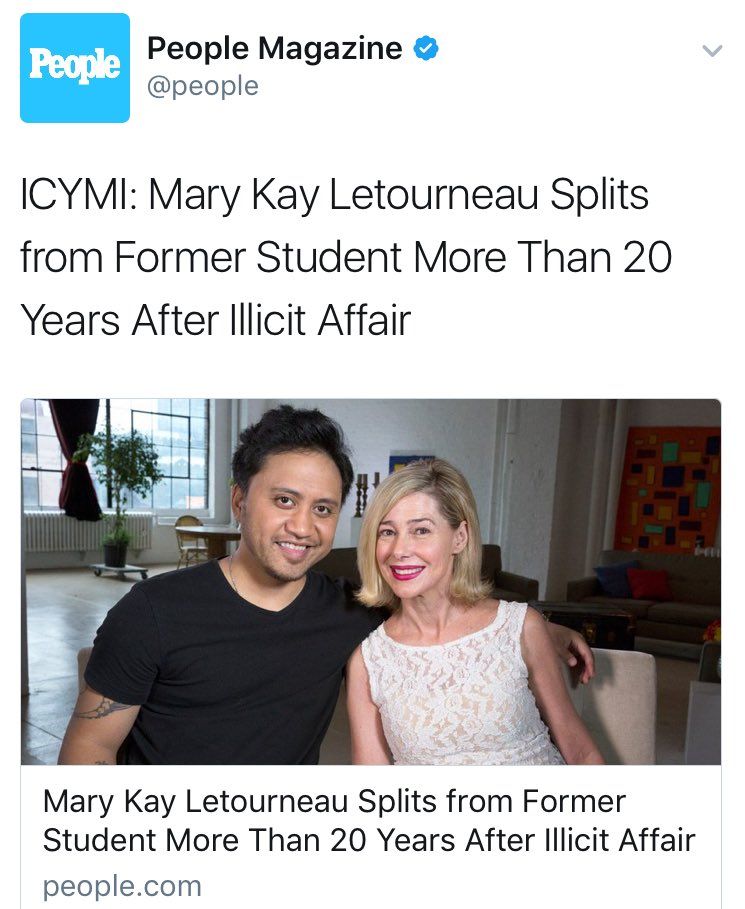 People
People Magazine
@people
ICYMI: Mary Kay Letourneau Splits
from Former Student More Than 20
Years After Illicit Affair
Mary Kay Letourneau Splits from Former
Student More Than 20 Years After Illicit Affair
people.com